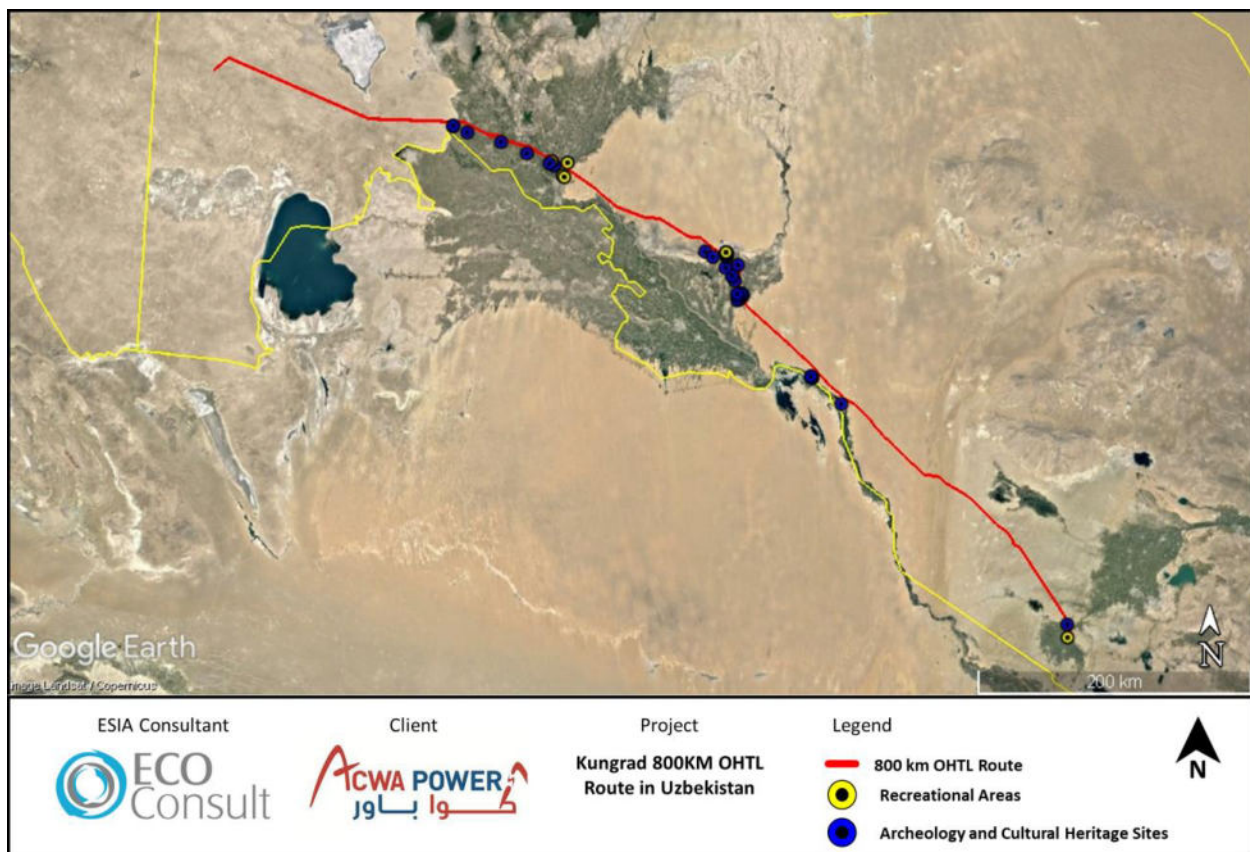 Google Earth
Image Landsat / Copernicus
N
200 km
ESIA Consultant
Client
Project
Legend
ECO
Consult
ACWA POWER
أكوا باور
Kungrad 800KM OHTL
Route in Uzbekistan
800 km OHTL Route
Recreational Areas
Archeology and Cultural Heritage Sites
N